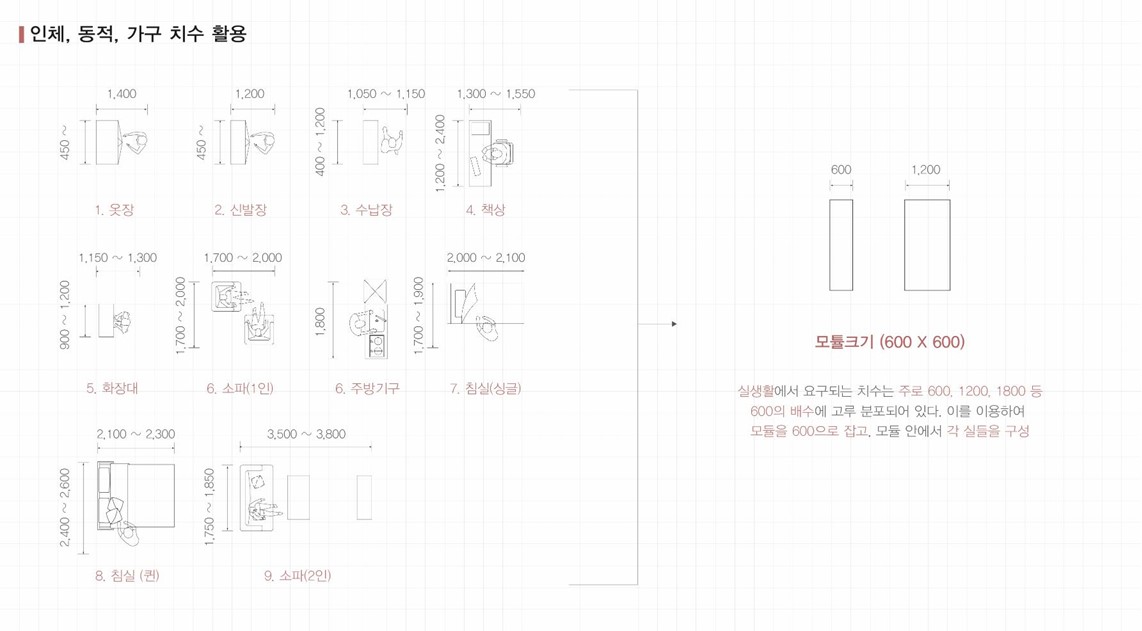 인체, 동적, 가구 치수 활용
1,400
450 ~
1. 옷장
1,200
450 ~
2. 신발장
1,050 ~ 1,150
400 ~ 1,200
3. 수납장
1,300 ~ 1,550
1,200 ~ 2,400
4. 책상
1,150 ~ 1,300
900 ~ 1,200
5. 화장대
1,700 ~ 2,000
1,700 ~ 2,000
6. 소파(1인)
1,800
6. 주방기구
2,000 ~ 2,100
1,700 ~ 1,900
7. 침실(싱글)
2,100 ~ 2,300
2,400 ~ 2,600
8. 침실 (퀸)
3,500 ~ 3,800
1,750 ~ 1,850
9. 소파(2인)
600
1,200
모튤크기 (600 X 600)
실생활에서 요구되는 치수는 주로 600, 1200, 1800 등
600의 배수에 고루 분포되어 있다. 이를 이용하여
모듈을 600으로 잡고, 모듈 안에서 각 실들을 구성